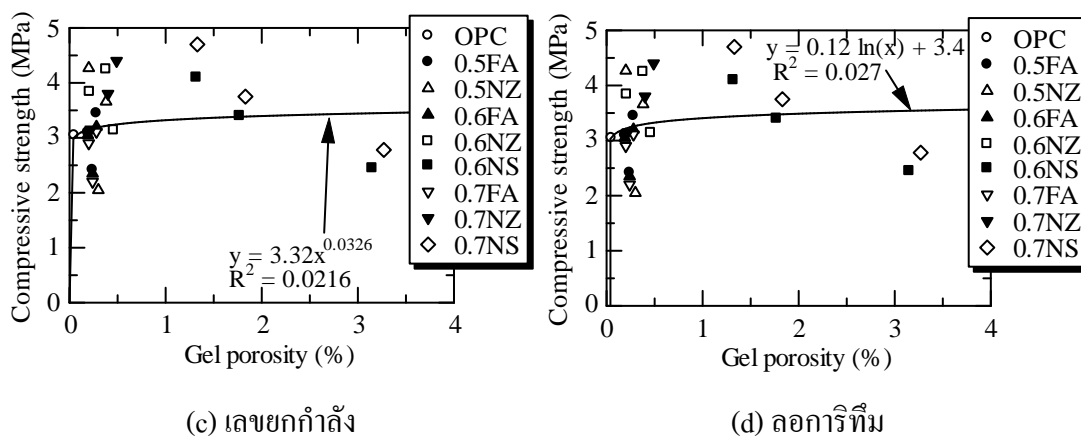 Compressive strength (MPa)
5
4
3
2
1
0
0 1 2 3 4
Gel porosity (%)
y = 3.32x^0.0326
R^2 = 0.0216
OPC
0.5FA
0.5NZ
0.6FA
0.6NZ
0.6NS
0.7FA
0.7NZ
0.7NS
(c) เลขยกกำลัง
Compressive strength (MPa)
5
4
3
2
1
0
0 1 2 3 4
Gel porosity (%)
y = 0.12 ln(x) + 3.4
R^2 = 0.027
OPC
0.5FA
0.5NZ
0.6FA
0.6NZ
0.6NS
0.7FA
0.7NZ
0.7NS
(d) ลอการิทึม